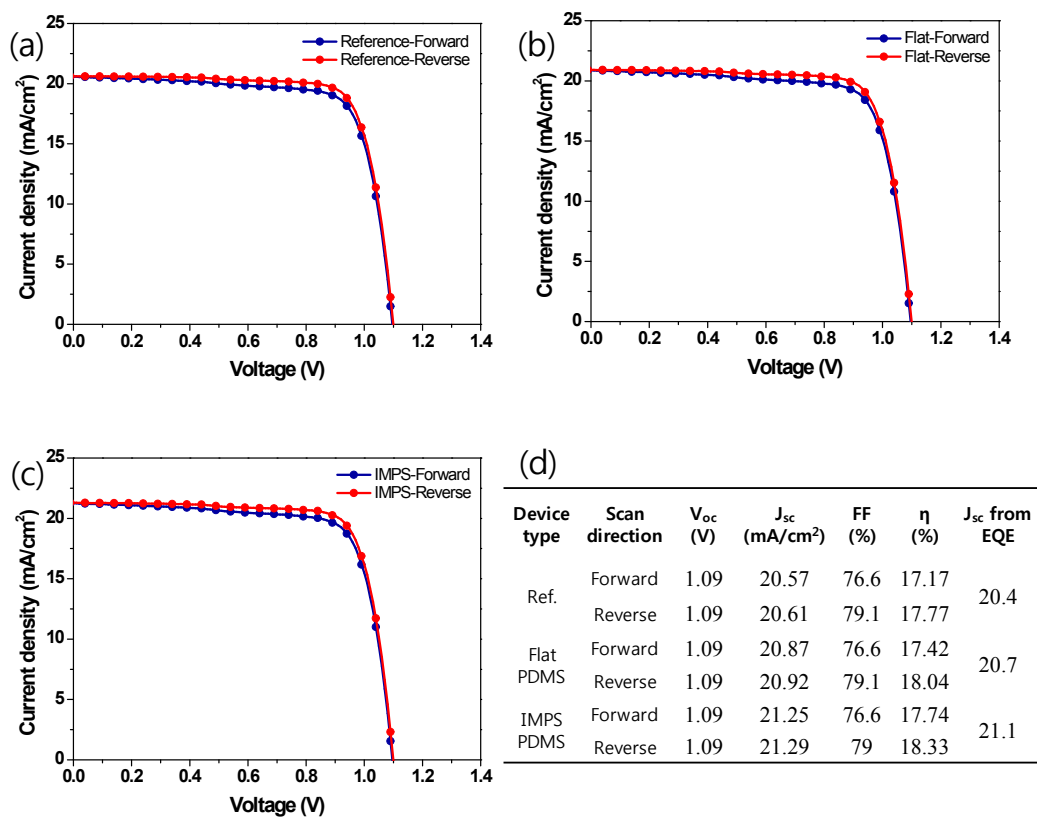 (a)
Reference-Forward
Reference-Reverse
25
20
15
10
5
0
Current density (mA/cm²)
0.0 0.2 0.4 0.6 0.8 1.0 1.2 1.4
Voltage (V)
(b)
Flat-Forward
Flat-Reverse
25
20
15
10
5
0
Current density (mA/cm²)
0.0 0.2 0.4 0.6 0.8 1.0 1.2 1.4
Voltage (V)
(c)
IMPS-Forward
IMPS-Reverse
25
20
15
10
5
0
Current density (mA/cm²)
0.0 0.2 0.4 0.6 0.8 1.0 1.2 1.4
Voltage (V)
(d)
Device type Scan direction Voc (V) Jsc (mA/cm²) FF (%) η (%) Jsc from EQE
Ref. Forward 1.09 20.57 76.6 17.17 20.4
Reverse 1.09 20.61 79.1 17.77
Flat PDMS Forward 1.09 20.87 76.6 17.42 20.7
Reverse 1.09 20.92 79.1 18.04
IMPS PDMS Forward 1.09 21.25 76.6 17.74 21.1
Reverse 1.09 21.29 79 18.33